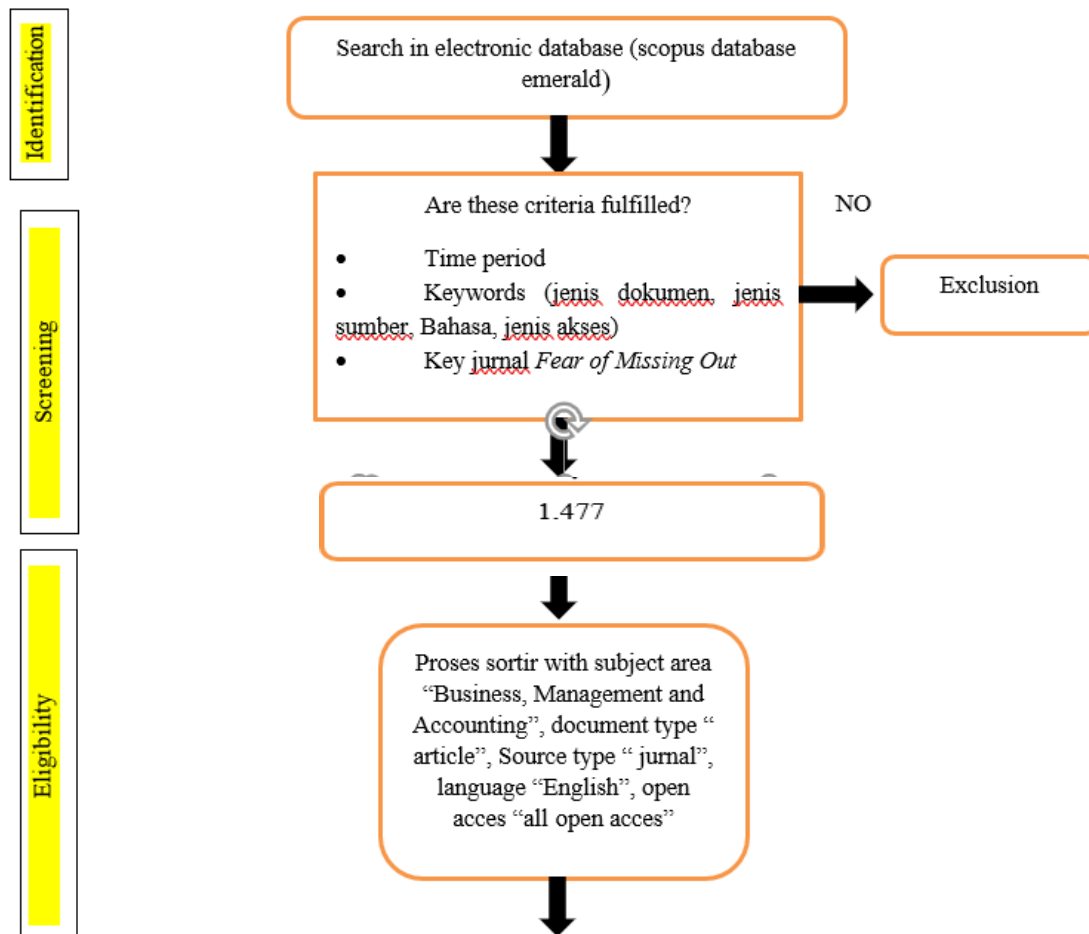 Identification
Search in electronic database (scopus database
emerald)
Are these criteria fulfilled?
NO
• Time period
• Keywords (jenis dokumen, jenis
sumber, Bahasa, jenis akses)
• Key jurnal Fear of Missing Out
Exclusion
Screening
1.477
Eligibility
Proses sortir with subject area
“Business, Management and
Accounting”, document type “
article”, Source type “ jurnal”,
language “English”, open
acces “all open acces”